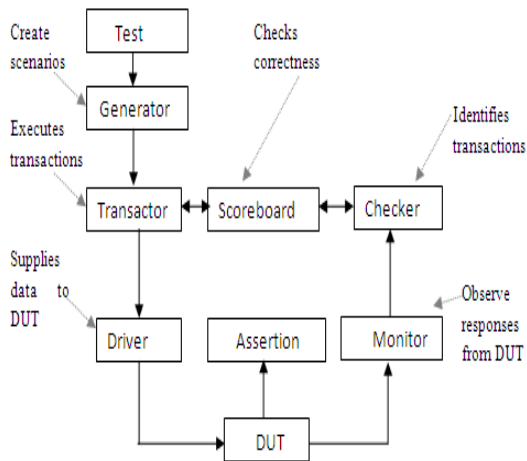 Create
scenarios
Test
Checks
correctness
Generator
Executes
transactions
Identifies
transactions
Transactor
Scoreboard
Checker
Supplies
data to
DUT
Observe
responses
from DUT
Driver
Assertion
Monitor
DUT